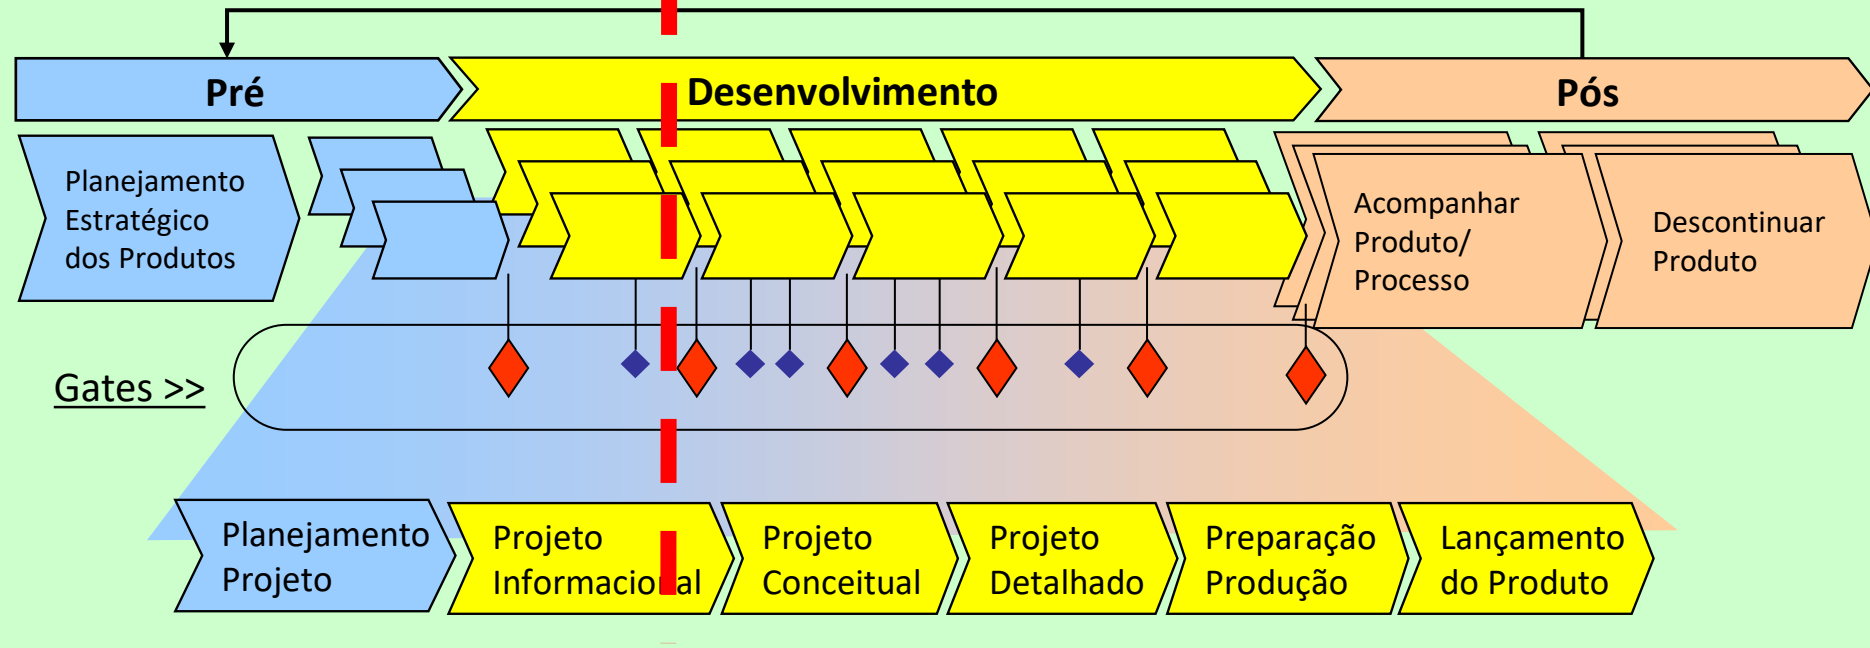 Pré
Desenvolvimento
Pós
Planejamento
Estratégico
dos Produtos
Acompanhar
Produto/
Processo
Descontinuar
Produto
Gates >>
Planejamento
Projeto
Projeto
Informacional
Projeto
Conceitual
Projeto
Detalhado
Preparação
Produção
Lançamento
do Produto